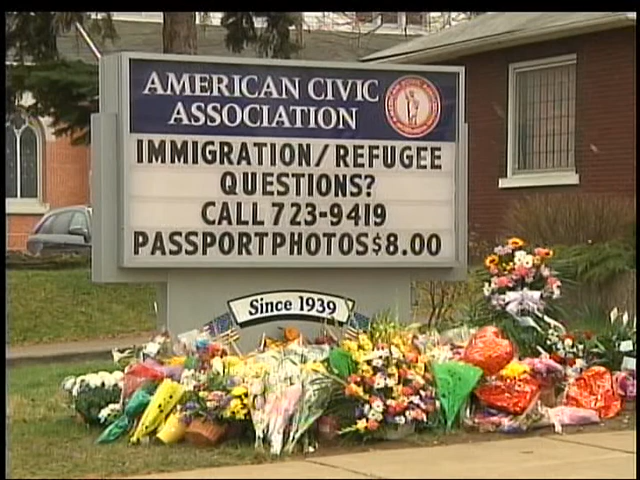 AMERICAN CIVIC
ASSOCIATION
IMMIGRATION/REFUGEE
QUESTIONS?
CALL 723-9419
PASSPORTPHOTOS$8.00
Since 1939